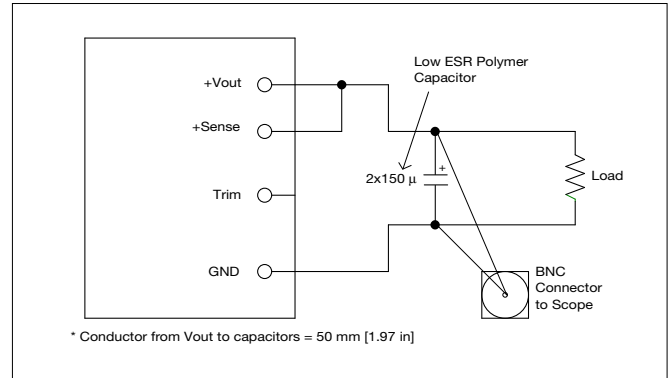 Low ESR Polymer
Capacitor
+Vout
+Sense
+
2x150 µ
Load
Trim
GND
BNC
Connector
to Scope
* Conductor from Vout to capacitors = 50 mm [1.97 in]